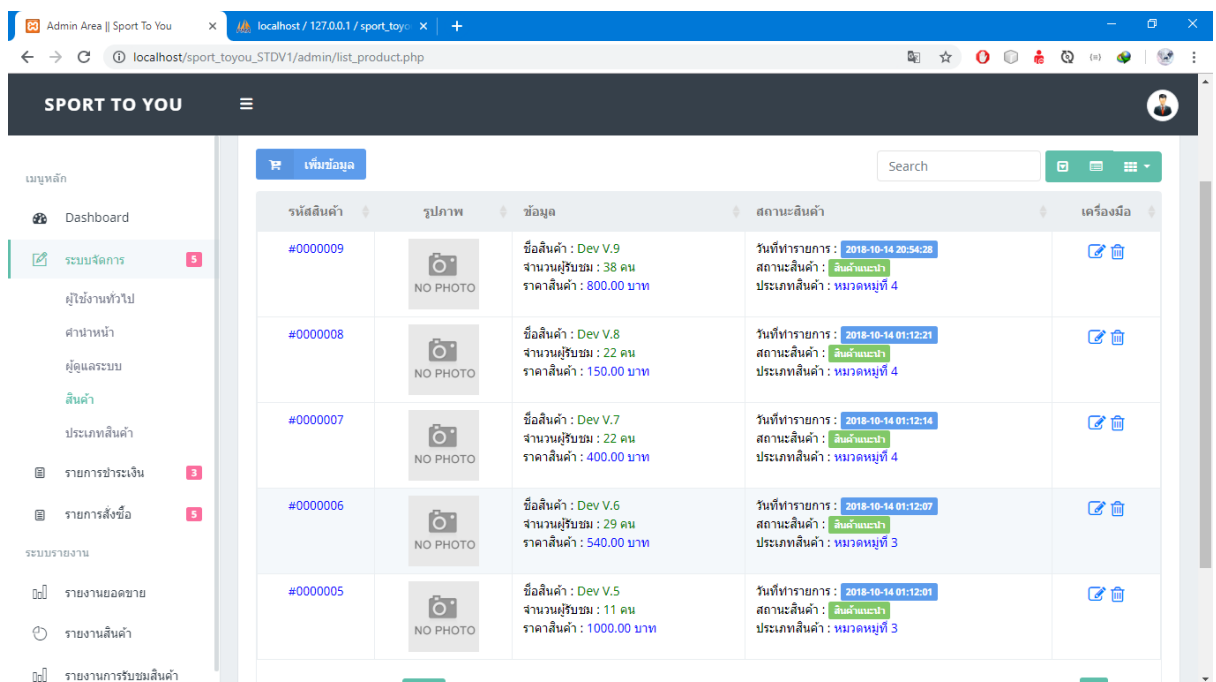 Admin Area || Sport To You
localhost / 127.0.0.1 / sport_toyo
localhost/sport_toyou_STDV1/admin/list_product.php
SPORT TO YOU
เมนูหลัก
Dashboard
ระบบจัดการ 5
ผู้ใช้งานทั่วไป
คำนำหน้า
ผู้ดูแลระบบ
สินค้า
ประเภทสินค้า
รายการชำระเงิน 3
รายการสั่งซื้อ 5
ระบบรายงาน
รายงานยอดขาย
รายงานสินค้า
รายงานการรับชมสินค้า
เพิ่มข้อมูล
Search
รหัสสินค้า รูปภาพ ข้อมูล สถานะสินค้า เครื่องมือ
#0000009
NO PHOTO
ชื่อสินค้า : Dev V.9
จำนวนผู้รับชม : 38 คน
ราคาสินค้า : 800.00 บาท
วันที่ทำรายการ : 2018-10-14 20:54:28
สถานะสินค้า : สินค้าแนะนำ
ประเภทสินค้า : หมวดหมู่ที่ 4
#0000008
NO PHOTO
ชื่อสินค้า : Dev V.8
จำนวนผู้รับชม : 22 คน
ราคาสินค้า : 150.00 บาท
วันที่ทำรายการ : 2018-10-14 01:12:21
สถานะสินค้า : สินค้าแนะนำ
ประเภทสินค้า : หมวดหมู่ที่ 4
#0000007
NO PHOTO
ชื่อสินค้า : Dev V.7
จำนวนผู้รับชม : 22 คน
ราคาสินค้า : 400.00 บาท
วันที่ทำรายการ : 2018-10-14 01:12:14
สถานะสินค้า : สินค้าแนะนำ
ประเภทสินค้า : หมวดหมู่ที่ 4
#0000006
NO PHOTO
ชื่อสินค้า : Dev V.6
จำนวนผู้รับชม : 29 คน
ราคาสินค้า : 540.00 บาท
วันที่ทำรายการ : 2018-10-14 01:12:07
สถานะสินค้า : สินค้าแนะนำ
ประเภทสินค้า : หมวดหมู่ที่ 3
#0000005
NO PHOTO
ชื่อสินค้า : Dev V.5
จำนวนผู้รับชม : 11 คน
ราคาสินค้า : 1000.00 บาท
วันที่ทำรายการ : 2018-10-14 01:12:01
สถานะสินค้า : สินค้าแนะนำ
ประเภทสินค้า : หมวดหมู่ที่ 3